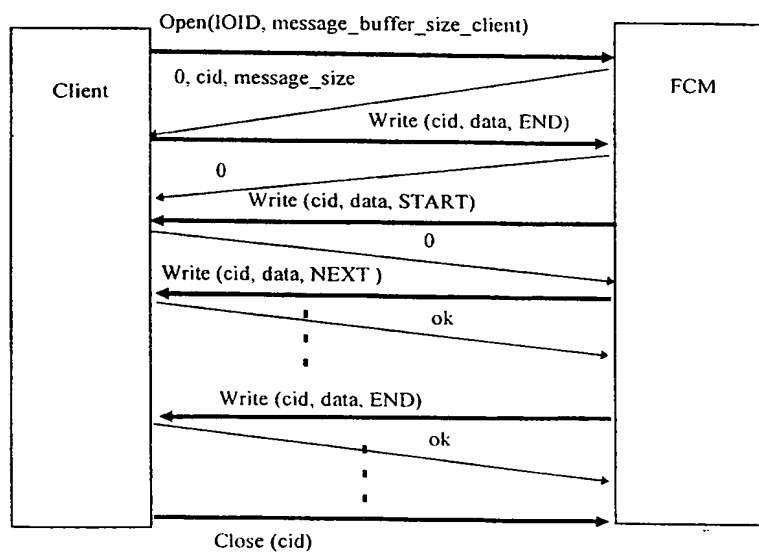 Open(IOID, message_buffer_size_client)
Client
FCM
0, cid, message_size
Write (cid, data, END)
0
Write (cid, data, START)
0
Write (cid, data, NEXT )
ok
Write (cid, data, END)
ok
Close (cid)